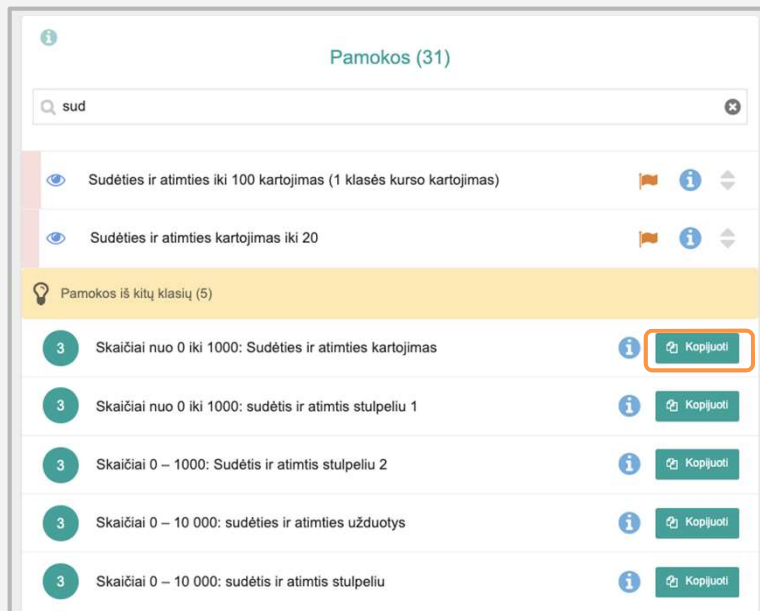 Pamokos (31)
sud
Sudėties ir atimties iki 100 kartojimas (1 klasės kurso kartojimas)
Sudėties ir atimties kartojimas iki 20
Pamokos iš kitų klasių (5)
3 Skaičiai nuo 0 iki 1000: Sudėties ir atimties kartojimas Kopijuoti
3 Skaičiai nuo 0 iki 1000: sudėtis ir atimtis stulpeliu 1 Kopijuoti
3 Skaičiai 0 – 1000: Sudėtis ir atimtis stulpeliu 2 Kopijuoti
3 Skaičiai 0 – 10 000: sudėties ir atimties užduotys Kopijuoti
3 Skaičiai 0 – 10 000: sudėtis ir atimtis stulpeliu Kopijuoti